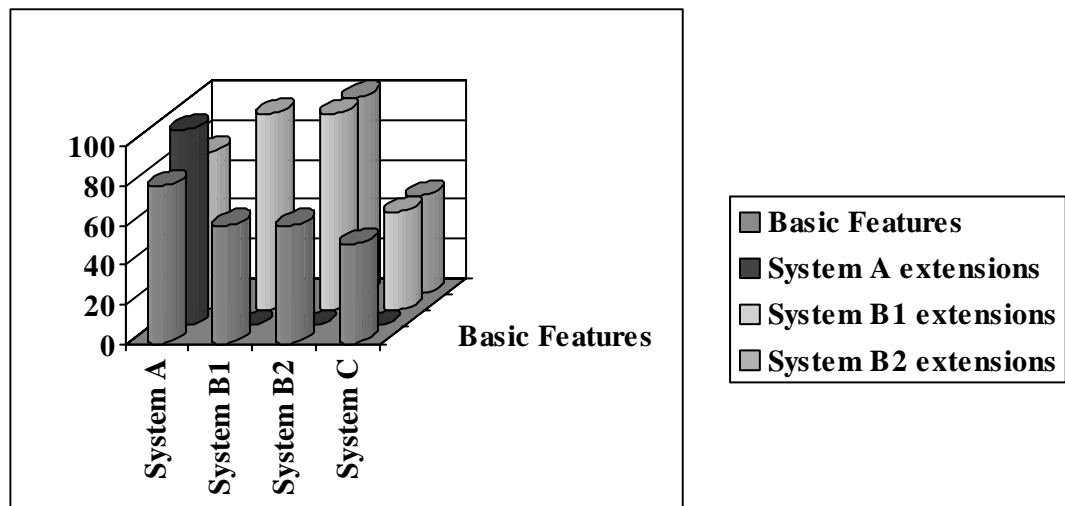 100
80
60
40
20
0
System A
System B1
System B2
System C
Basic Features
Basic Features
System A extensions
System B1 extensions
System B2 extensions